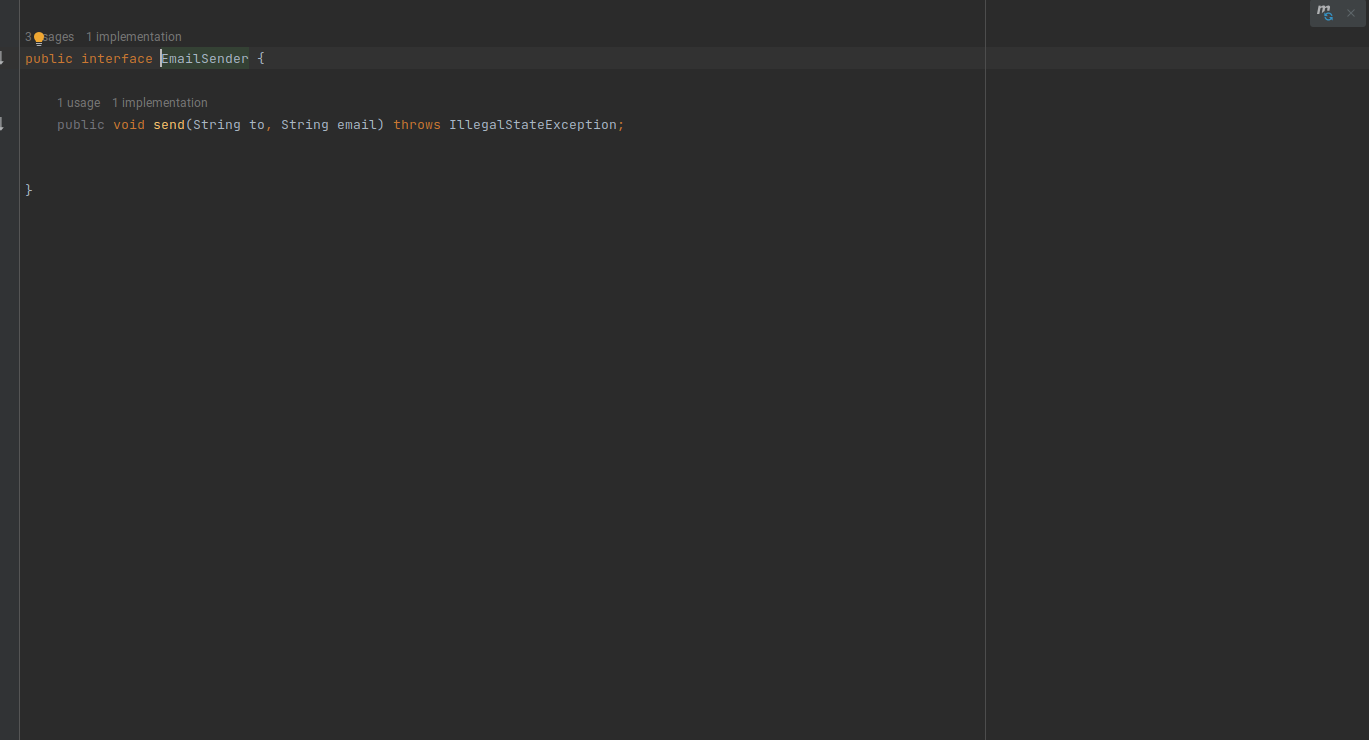 3 usages 1 implementation
public interface EmailSender {
1 usage 1 implementation
public void send(String to, String email) throws IllegalStateException;
}